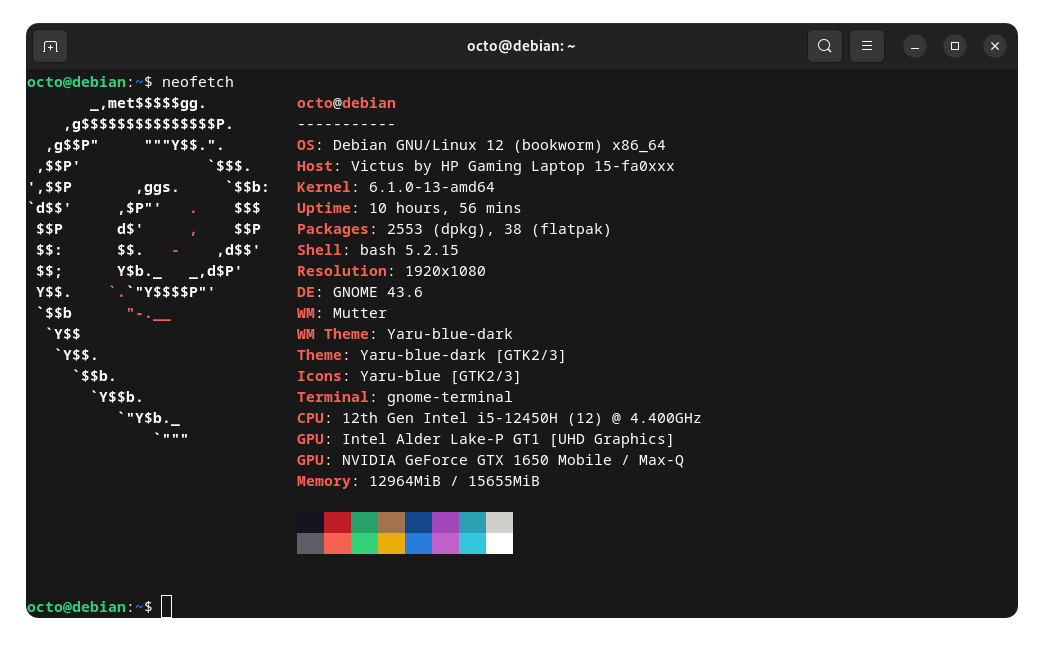 octo@debian: ~
octo@debian:~$ neofetch
       _,met$$$$$gg.          octo@debian
    ,g$$$$$$$$$$$$$$$P.       -----------
  ,g$$P"     """Y$$.".        OS: Debian GNU/Linux 12 (bookworm) x86_64
 ,$$P'              `$$$.     Host: Victus by HP Gaming Laptop 15-fa0xxx
',$$P       ,ggs.     `$$b:   Kernel: 6.1.0-13-amd64
`d$$'     ,$P"'   .    $$$    Uptime: 10 hours, 56 mins
 $$P      d$'     ,    $$P    Packages: 2553 (dpkg), 38 (flatpak)
 $$:      $$.   -    ,d$$'    Shell: bash 5.2.15
 $$;      Y$b._   _,d$P'      Resolution: 1920x1080
 Y$$.    `.`"Y$$$$P"'         DE: GNOME 43.6
 `$$b      "-.__              WM: Mutter
  `Y$$                        WM Theme: Yaru-blue-dark
   `Y$$.                      Theme: Yaru-blue-dark [GTK2/3]
     `$$b.                    Icons: Yaru-blue [GTK2/3]
       `Y$$b.                 Terminal: gnome-terminal
          `"Y$b._             CPU: 12th Gen Intel i5-12450H (12) @ 4.400GHz
              `"""            GPU: Intel Alder Lake-P GT1 [UHD Graphics]
                              GPU: NVIDIA GeForce GTX 1650 Mobile / Max-Q
                              Memory: 12964MiB / 15655MiB
octo@debian:~$